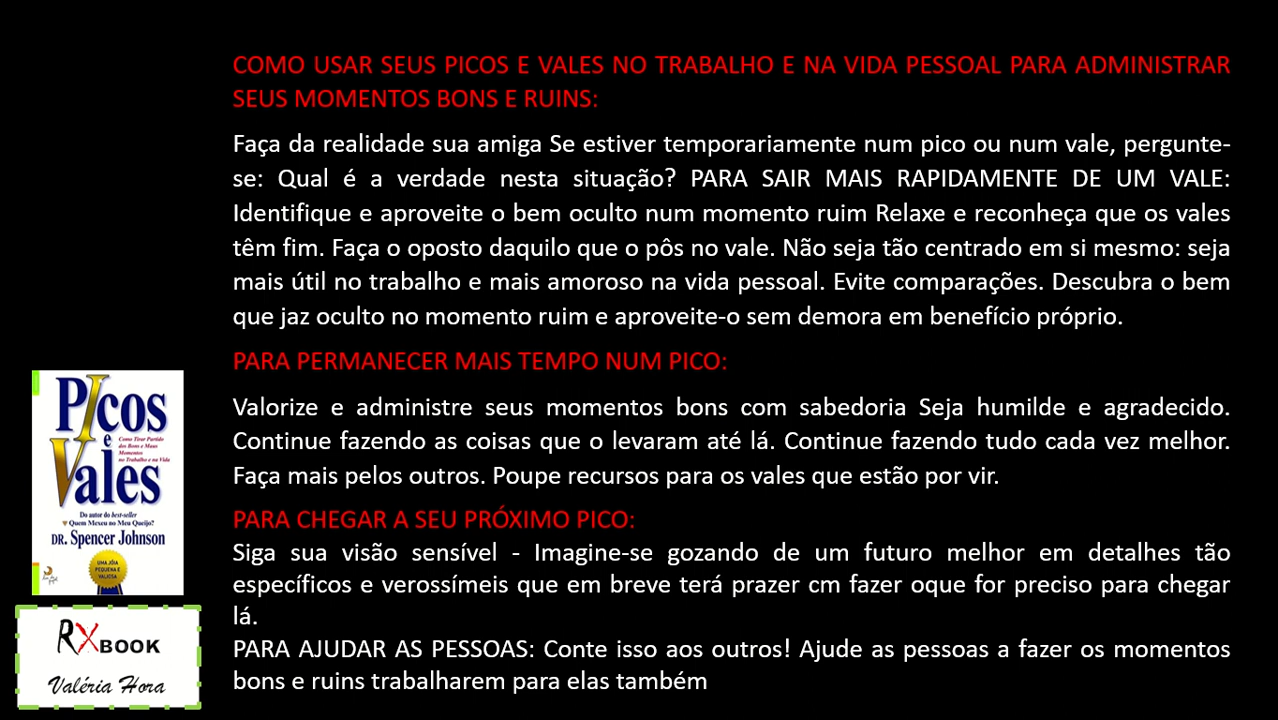 COMO USAR SEUS PICOS E VALES NO TRABALHO E NA VIDA PESSOAL PARA ADMINISTRAR
SEUS MOMENTOS BONS E RUINS:
Faça da realidade sua amiga Se estiver temporariamente num pico ou num vale, pergunte-
se: Qual é a verdade nesta situação? PARA SAIR MAIS RAPIDAMENTE DE UM VALE:
Identifique e aproveite o bem oculto num momento ruim Relaxe e reconheça que os vales
têm fim. Faça o oposto daquilo que o pôs no vale. Não seja tão centrado em si mesmo: seja
mais útil no trabalho e mais amoroso na vida pessoal. Evite comparações. Descubra o bem
que jaz oculto no momento ruim e aproveite-o sem demora em benefício próprio.
PARA PERMANECER MAIS TEMPO NUM PICO:
Valorize e administre seus momentos bons com sabedoria Seja humilde e agradecido.
Continue fazendo as coisas que o levaram até lá. Continue fazendo tudo cada vez melhor.
Faça mais pelos outros. Poupe recursos para os vales que estão por vir.
PARA CHEGAR A SEU PRÓXIMO PICO:
Siga sua visão sensível - Imagine-se gozando de um futuro melhor em detalhes tão
específicos e verossímeis que em breve terá prazer cm fazer oque for preciso para chegar
lá.
PARA AJUDAR AS PESSOAS: Conte isso aos outros! Ajude as pessoas a fazer os momentos
bons e ruins trabalharem para elas também
PIcos
e
Vales
Como Tirar Partido
dos Bons e Maus
Momentos
no Trabalho e na Vida
Do autor do best-seller
Quem Mexeu no Meu Queijo?
DR. Spencer Johnson
UMA JÓIA
PEQUENA E
VALIOSA
RXBOOK
Valéria Hora